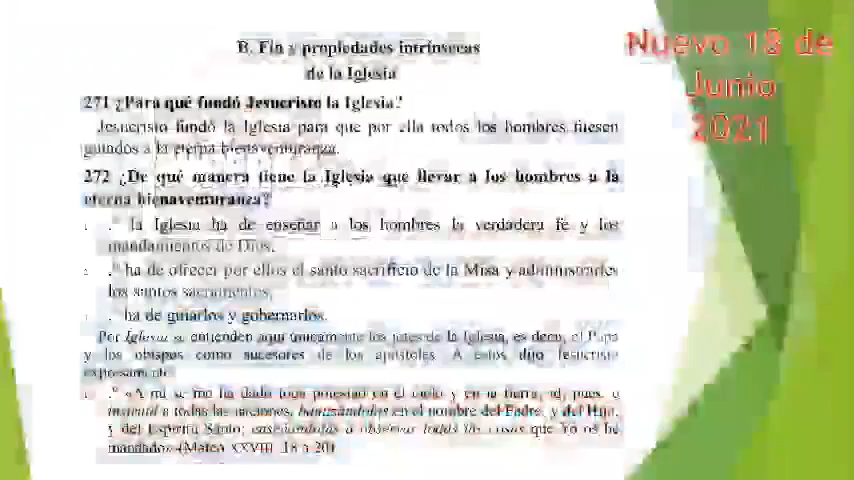 B. Fin y propiedades intrínsecas
de la Iglesia
271 ¿Para qué fundó Jesucristo la Iglesia?
Jesucristo fundó la Iglesia para que por ella todos los hombres fuesen
guiados a la eterna bienaventuranza.
272 ¿De qué manera tiene la Iglesia que llevar a los hombres a la
eterna bienaventuranza?
la Iglesia ha de enseñar a los hombres la verdadera fe y los
mandamientos de Dios.
ha de ofrecer por ellos el santo sacrificio de la Misa y administrarles
los santos sacramentos.
ha de guiarlos y gobernarlos.
Por Iglesia se entienden aquí únicamente los jefes de la Iglesia, es decir, el Papa
y los obispos como sucesores de los apóstoles. A éstos dijo Jesucristo
expresamente:
«A mí se me ha dado toda potestad en el cielo y en la tierra; id, pues, e
instruid a todas las naciones, bautizándolas en el nombre del Padre, y del Hijo,
y del Espíritu Santo; enseñándolas a observar todas las cosas que Yo os he
mandado» (Mateo XXVIII, 18 a 20)
Nuevo 18 de
Junio
2021